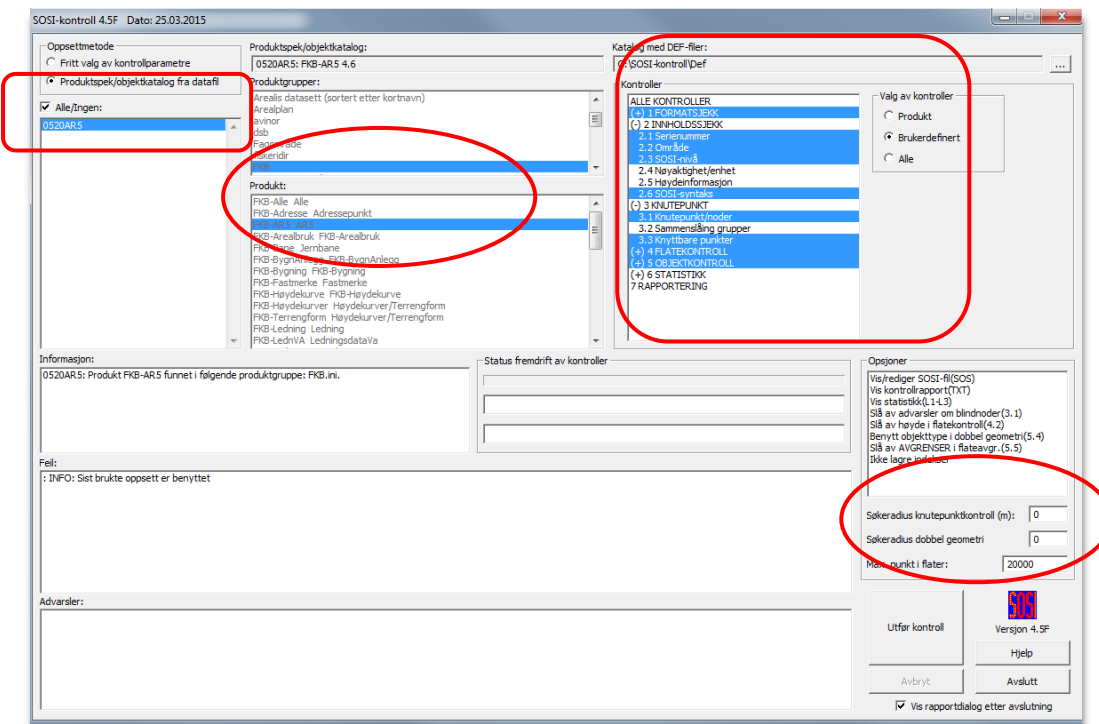 SOSI-kontroll 4.5F Dato: 25.03.2015
Oppsettmetode
Fritt valg av kontrollparametre
Produktspek/objektkatalog fra datafil
Alle/Ingen:
0520AR5
Produktspek/objektkatalog:
0520AR5: FKB-AR5 4.6
Produktgrupper:
Arealis datasett (sortert etter kortnavn)
Arealplan
avinor
dsb
Fagområde
fiskeridir
FKB
Produkt:
FKB-Alle Alle
FKB-Adresse Adressepunkt
FKB-AR5 AR5
FKB-Arealbruk FKB-Arealbruk
FKB-Bane Jernbane
FKB-BygnAnlegg FKB-BygnAnlegg
FKB-Bygning FKB-Bygning
FKB-Fastmerke Fastmerke
FKB-Høydekurve FKB-Høydekurve
FKB-Høydekurver Høydekurver/Terrengform
FKB-Terrengform Høydekurver/Terrengform
FKB-Ledning Ledning
FKB-LednVA LedningsdataVa
Katalog med DEF-filer:
C:\SOSI-kontroll\Def
...
Kontroller
ALLE KONTROLLER
(+) 1 FORMATSJEKK
(-) 2 INNHOLDSSJEKK
2.1 Serienummer
2.2 Område
2.3 SOSI-nivå
2.4 Nøyaktighet/enhet
2.5 Høydeinformasjon
2.6 SOSI-syntaks
(-) 3 KNUTEPUNKT
3.1 Knutepunkt/noder
3.2 Sammenslåing grupper
3.3 Knyttbare punkter
(+) 4 FLATEKONTROLL
(+) 5 OBJEKTKONTROLL
(+) 6 STATISTIKK
7 RAPPORTERING
Valg av kontroller
Produkt
Brukerdefinert
Alle
Informasjon:
0520AR5: Produkt FKB-AR5 funnet i følgende produktgruppe: FKB.ini.
Status fremdrift av kontroller
Opsjoner
Vis/rediger SOSI-fil(SOS)
Vis kontrollrapport(TXT)
Vis statistikk(L1-L3)
Slå av advarsler om blindnoder(3.1)
Slå av høyde i flatekontroll(4.2)
Benytt objekttype i dobbel geometri(5.4)
Slå av AVGRENSER i flateavgr.(5.5)
Ikke lagre indekser
Søkeradius knutepunktkontroll (m): 0
Søkeradius dobbel geometri 0
Max. punkt i flater: 20000
Feil:
: INFO: Sist brukte oppsett er benyttet
Advarsler:
Utfør kontroll
SOSI
Versjon 4.5F
Hjelp
Avbryt
Avslutt
Vis rapportdialog etter avslutning